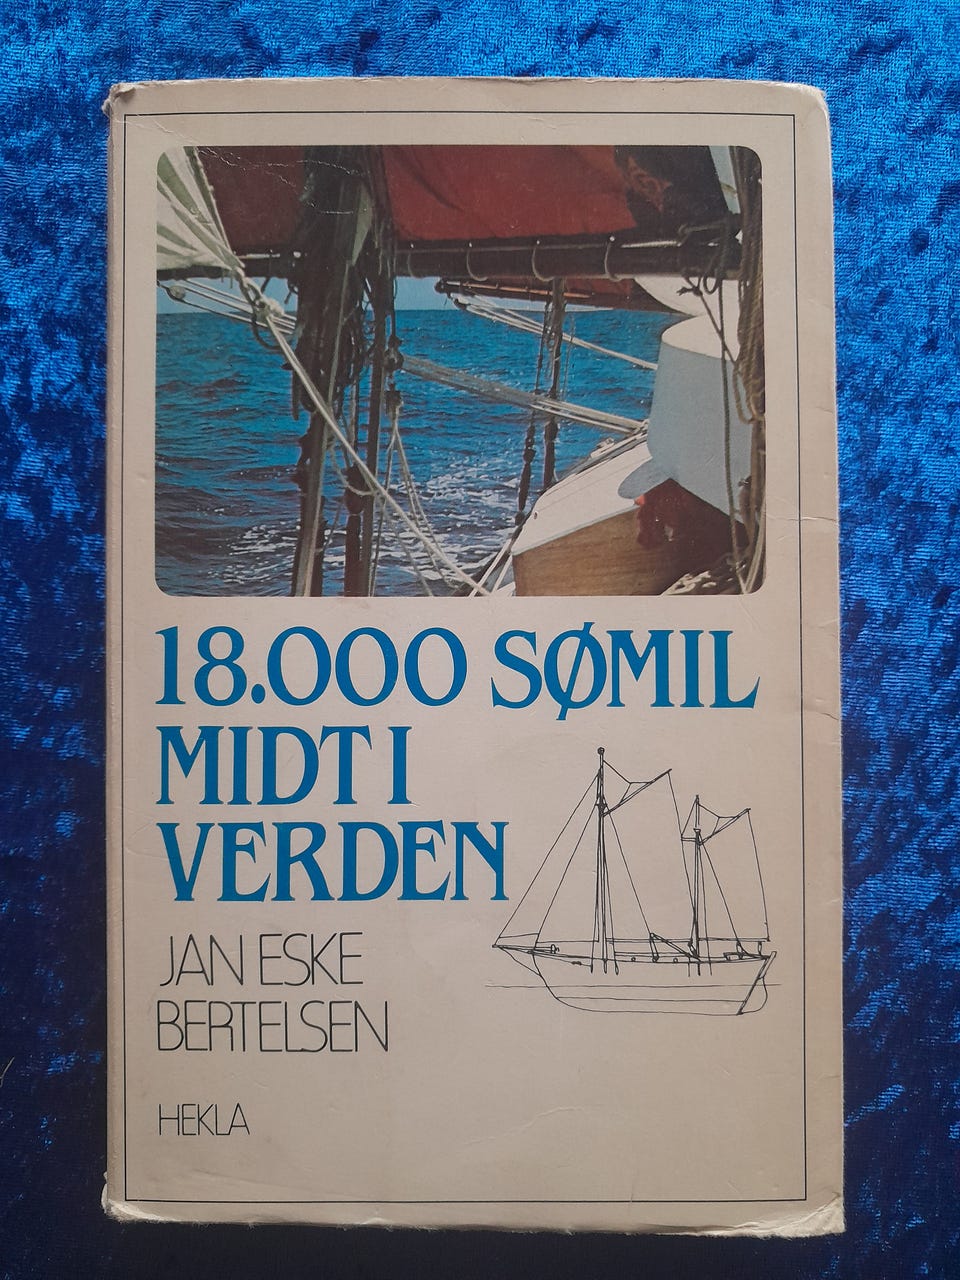 18.000 SØMIL
MIDT I
VERDEN
JAN ESKE
BERTELSEN
HEKLA